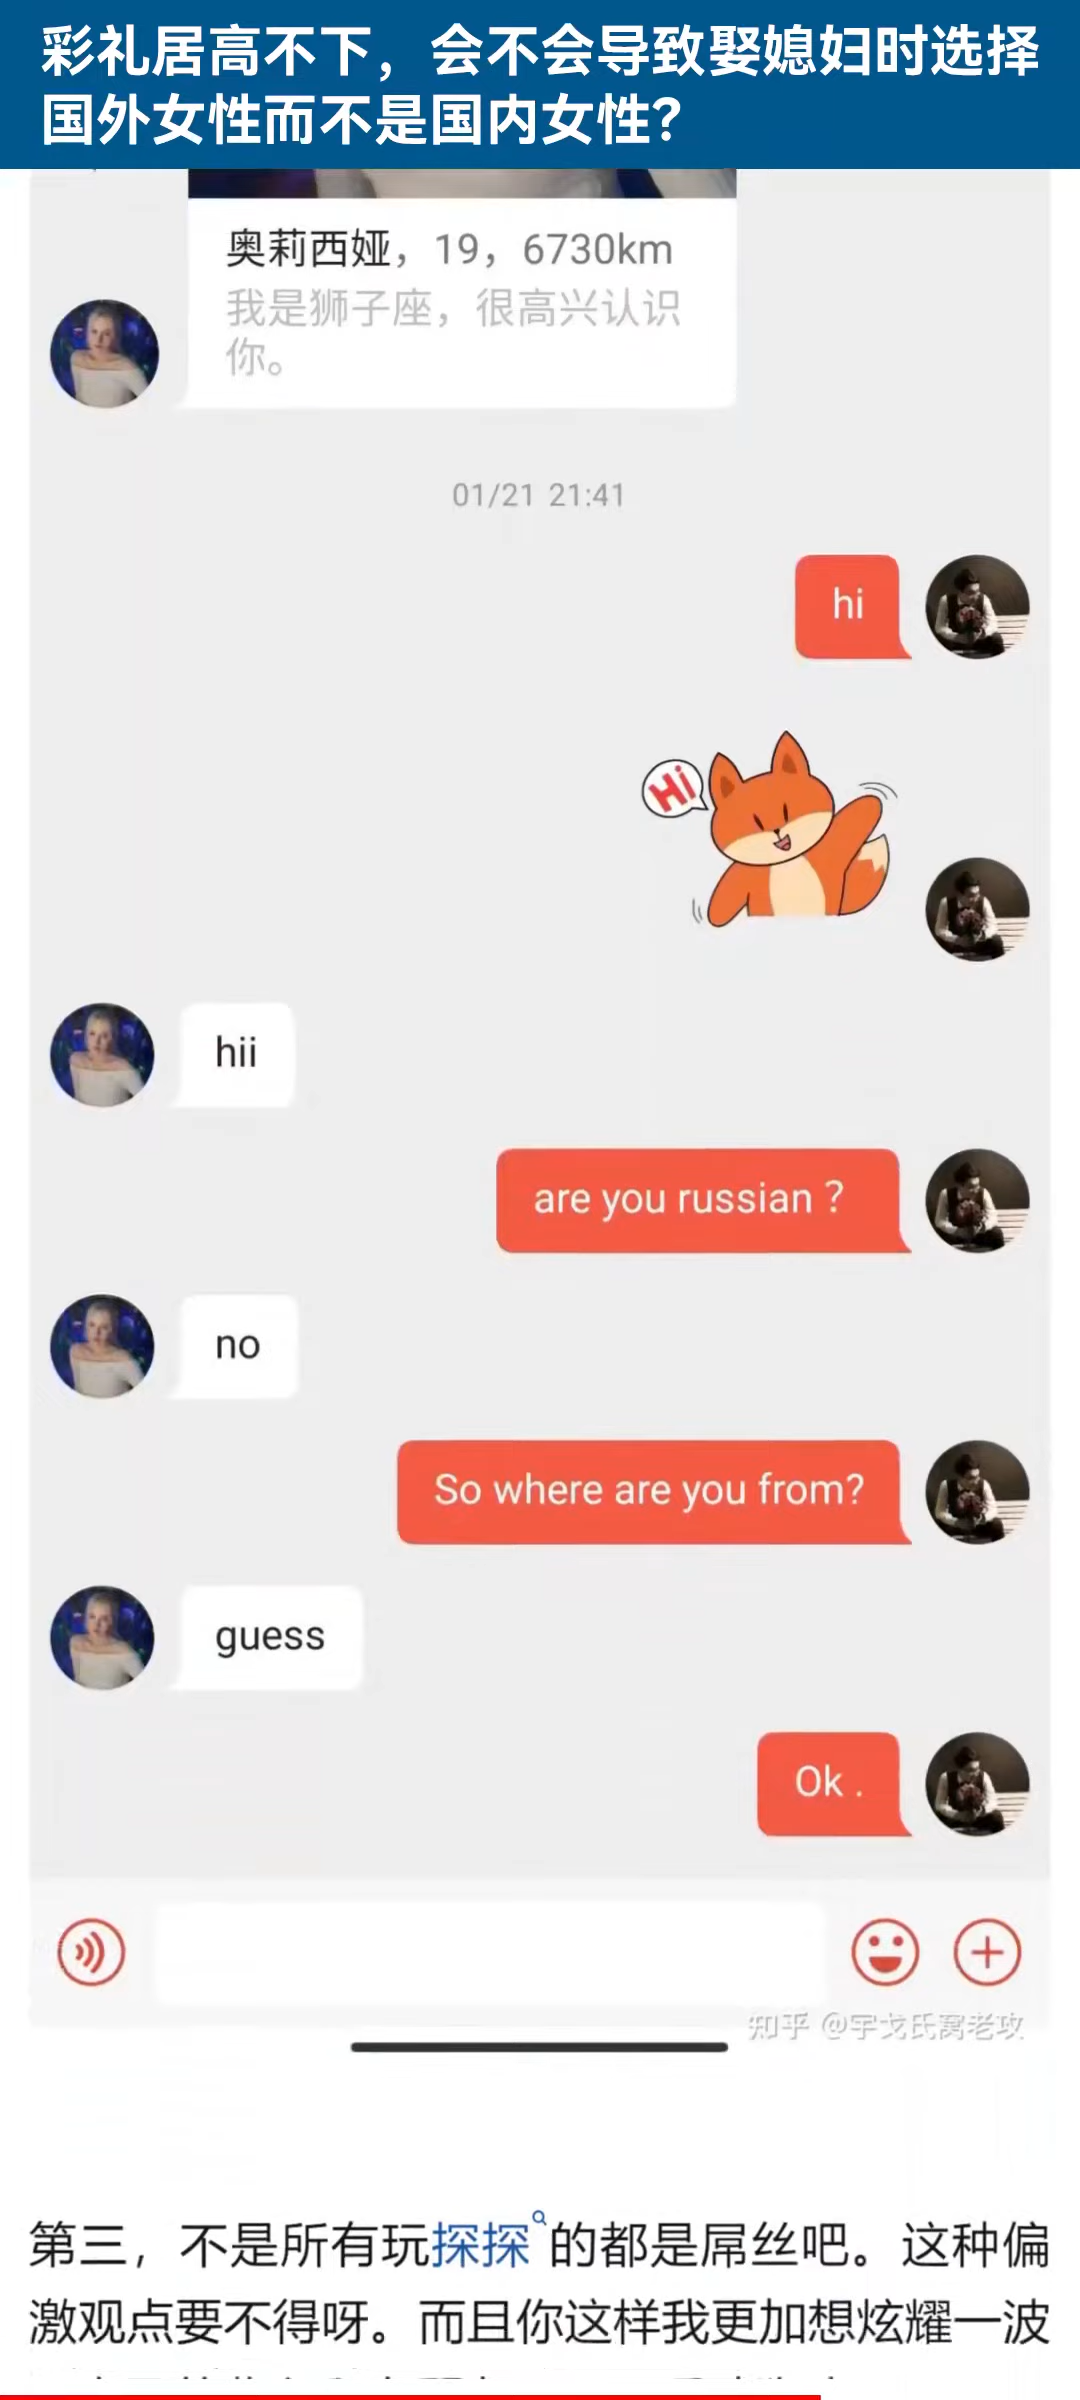 彩礼居高不下，会不会导致娶媳妇时选择
国外女性而不是国内女性？
奥莉西娅，19，6730km
我是狮子座，很高兴认识
你。
01/21 21:41
hi
Hi
hii
are you russian？
no
So where are you from?
guess
Ok .
知乎 @宇戈氏窝老攻
第三，不是所有玩探探的都是屌丝吧。这种偏
激观点要不得呀。而且你这样我更加想炫耀一波